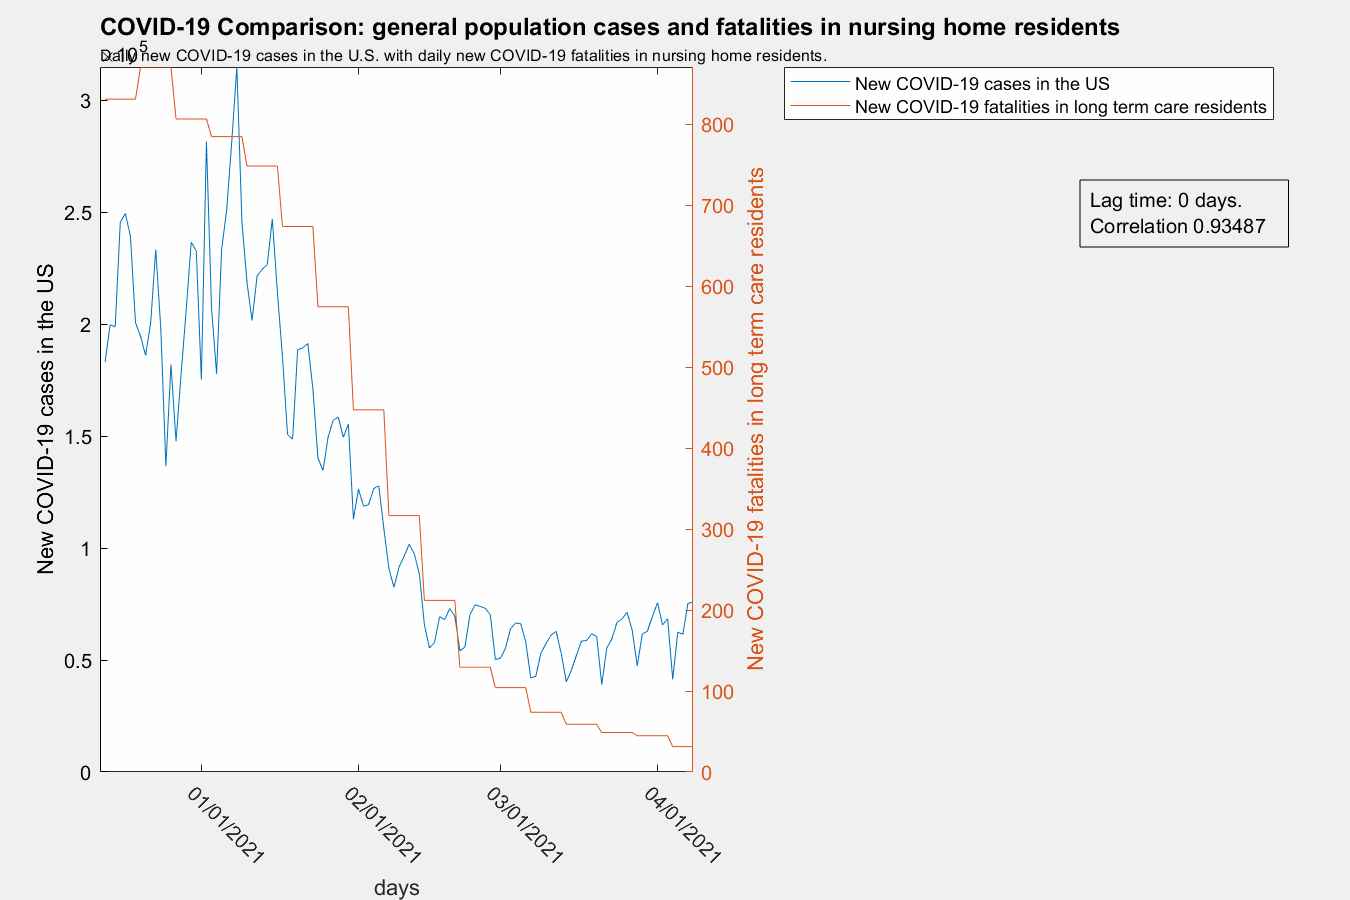 COVID-19 Comparison: general population cases and fatalities in nursing home residents
Daily new COVID-19 cases in the U.S. with daily new COVID-19 fatalities in nursing home residents.
×10^5
New COVID-19 cases in the US
New COVID-19 fatalities in long term care residents
Lag time: 0 days.
Correlation 0.93487
New COVID-19 cases in the US
3
2.5
2
1.5
1
0.5
0
800
700
600
500
400
300
200
100
0
New COVID-19 fatalities in long term care residents
01/01/2021
02/01/2021
03/01/2021
04/01/2021
days